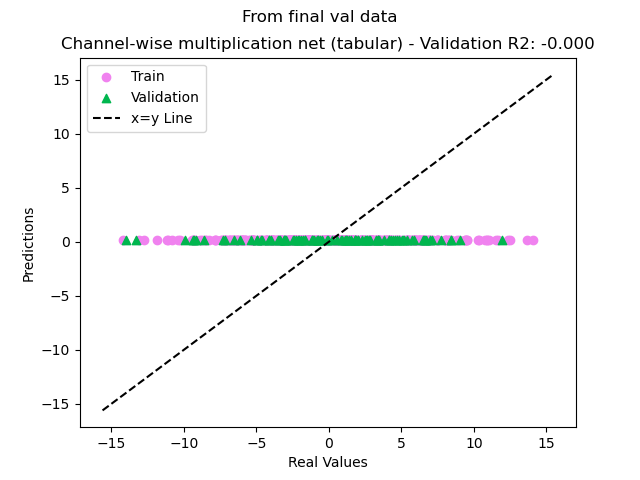 From final val data
Channel-wise multiplication net (tabular) - Validation R2: -0.000
Train
Validation
x=y Line
15
10
5
0
−5
−10
−15
Predictions
−15 −10 −5 0 5 10 15
Real Values